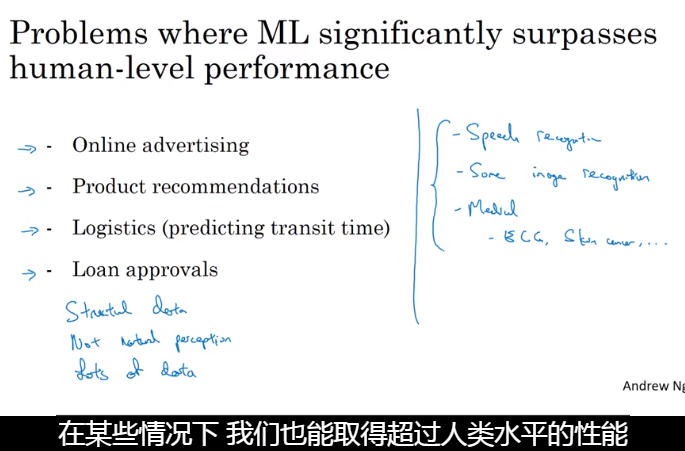 Problems where ML significantly surpasses
human-level performance
- Online advertising
- Product recommendations
- Logistics (predicting transit time)
- Loan approvals
Not natural perception
Lots of data
- Speech recognition
- Some image recognition
- Medical
- ECG, Skin cancer, ...
Andrew Ng
在某些情况下 我们也能取得超过人类水平的性能